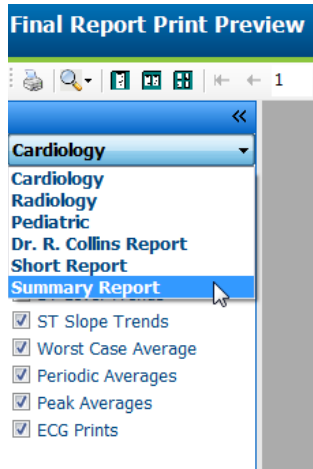 Final Report Print Preview
1
Cardiology
Cardiology
Radiology
Pediatric
Dr. R. Collins Report
Short Report
Summary Report
ST Slope Trends
Worst Case Average
Periodic Averages
Peak Averages
ECG Prints